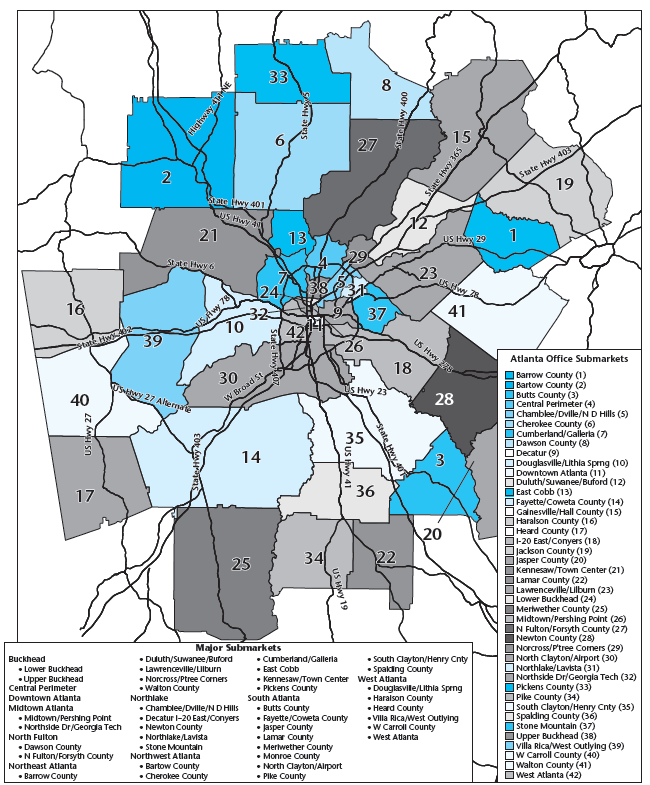 33
8
Highway 41 NE
State Hwy 5
State Hwy 400
6
27
15
State Hwy 365
State Hwy 403
2
19
State Hwy 401
US Hwy 41
12
21
13
US Hwy 29
1
State Hwy 6
4
29
7
5
23
US Hwy 78
24
38
31
16
US Hwy 78
32
9
37
41
10
11
State Hwy 402
39
42
26
US Hwy
State Hwy 407
18
30
W Broad St
US Hwy 23
28
US Hwy 27 Alternate
40
US Hwy 27
35
State Hwy 401
State Hwy 403
14
US Hwy 41
3
17
36
20
25
34
22
US Hwy 19
Atlanta Office Submarkets
Barrow County (1)
Bartow County (2)
Butts County (3)
Central Perimeter (4)
Chamblee/Dville/N D Hills (5)
Cherokee County (6)
Cumberland/Galleria (7)
Dawson County (8)
Decatur (9)
Douglasville/Lithia Sprng (10)
Downtown Atlanta (11)
Duluth/Suwanee/Buford (12)
East Cobb (13)
Fayette/Coweta County (14)
Gainesville/Hall County (15)
Haralson County (16)
Heard County (17)
I-20 East/Conyers (18)
Jackson County (19)
Jasper County (20)
Kennesaw/Town Center (21)
Lamar County (22)
Lawrenceville/Lilburn (23)
Lower Buckhead (24)
Meriwether County (25)
Midtown/Pershing Point (26)
N Fulton/Forsyth County (27)
Newton County (28)
Norcross/P'tree Corners (29)
North Clayton/Airport (30)
Northlake/Lavista (31)
Northside Dr/Georgia Tech (32)
Pickens County (33)
Pike County (34)
South Clayton/Henry Cnty (35)
Spalding County (36)
Stone Mountain (37)
Upper Buckhead (38)
Villa Rica/West Outlying (39)
W Carroll County (40)
Walton County (41)
West Atlanta (42)
Major Submarkets
Buckhead
• Lower Buckhead
• Upper Buckhead
Central Perimeter
Downtown Atlanta
Midtown Atlanta
• Midtown/Pershing Point
• Northside Dr/Georgia Tech
North Fulton
• Dawson County
• N Fulton/Forsyth County
Northeast Atlanta
• Barrow County
• Duluth/Suwanee/Buford
• Lawrenceville/Lilburn
• Norcross/Ptree Corners
• Walton County
Northlake
• Chamblee/Dville/N D Hills
• Decatur I-20 East/Conyers
• Newton County
• Northlake/Lavista
• Stone Mountain
Northwest Atlanta
• Bartow County
• Cherokee County
• Cumberland/Galleria
• East Cobb
• Kennesaw/Town Center
• Pickens County
South Atlanta
• Butts County
• Fayette/Coweta County
• Jasper County
• Lamar County
• Meriwether County
• Monroe County
• North Clayton/Airport
• Pike County
• South Clayton/Henry Cnty
• Spalding County
West Atlanta
• Douglasville/Lithia Sprng
• Haralson County
• Heard County
• Villa Rica/West Outlying
• W Carroll County
• West Atlanta